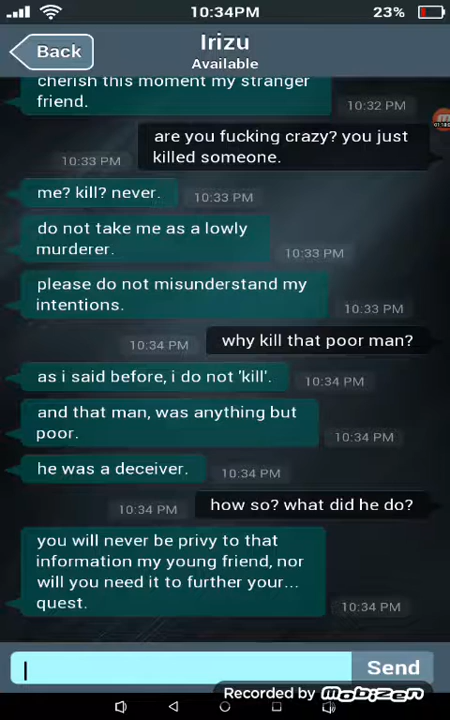 10:34PM
23%
Back
Irizu
Available
cherish this moment my stranger
friend.
10:32 PM
are you fucking crazy? you just
killed someone.
10:33 PM
me? kill? never.
10:33 PM
do not take me as a lowly
murderer.
10:33 PM
please do not misunderstand my
intentions.
10:33 PM
why kill that poor man?
10:34 PM
as i said before, i do not 'kill'.
10:34 PM
and that man, was anything but
poor.
10:34 PM
he was a deceiver.
10:34 PM
how so? what did he do?
10:34 PM
you will never be privy to that
information my young friend, nor
will you need it to further your...
quest.
10:34 PM
Send
Recorded by mobizen